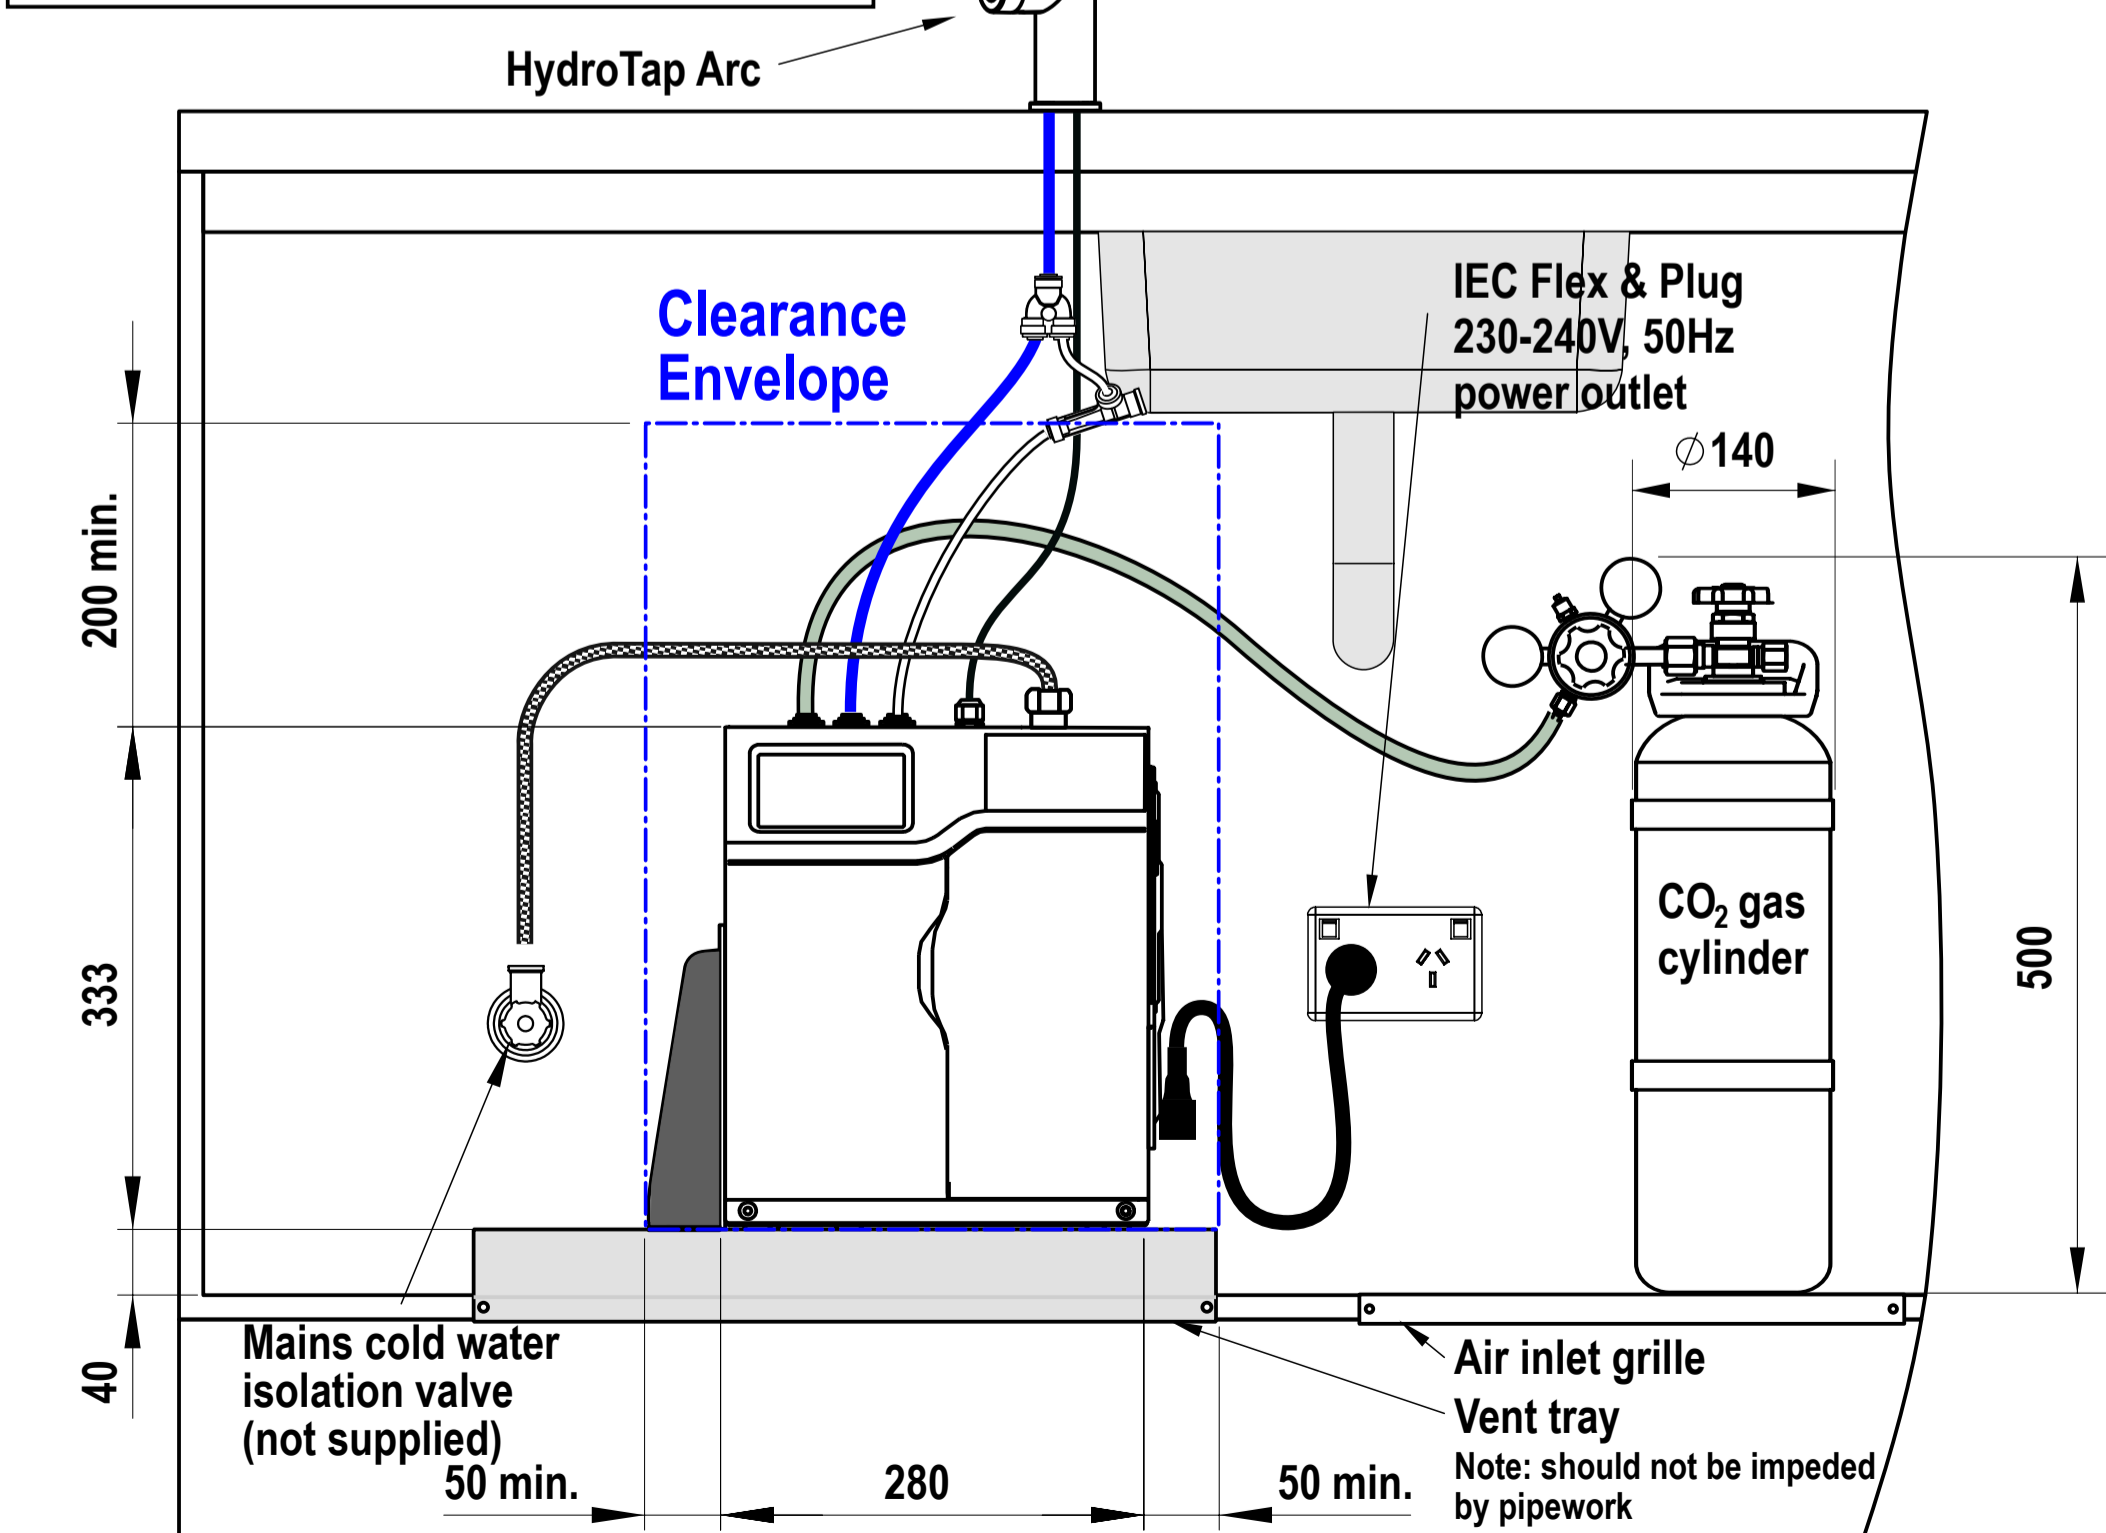 HydroTap Arc
Clearance
Envelope
IEC Flex & Plug
230-240V, 50Hz
power outlet
⌀ 140
200 min.
333
40
500
CO₂ gas
cylinder
Mains cold water
isolation valve
(not supplied)
Air inlet grille
Vent tray
Note: should not be impeded
by pipework
50 min.
280
50 min.